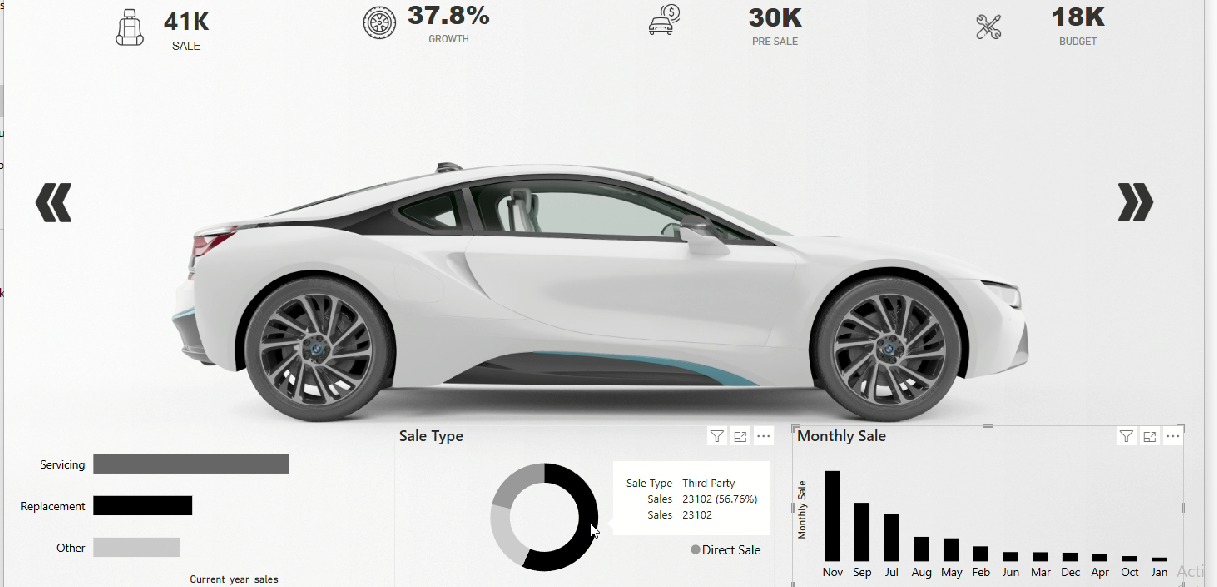 41K
SALE
37.8%
GROWTH
30K
PRE SALE
18K
BUDGET
Servicing
Replacement
Other
Current year sales
Sale Type
Sale Type Third Party
Sales 23102 (56.76%)
Sales 23102
Direct Sale
Monthly Sale
Monthly Sale
Nov Sep Jul Aug May Feb Jun Mar Dec Apr Oct Jan
Acti